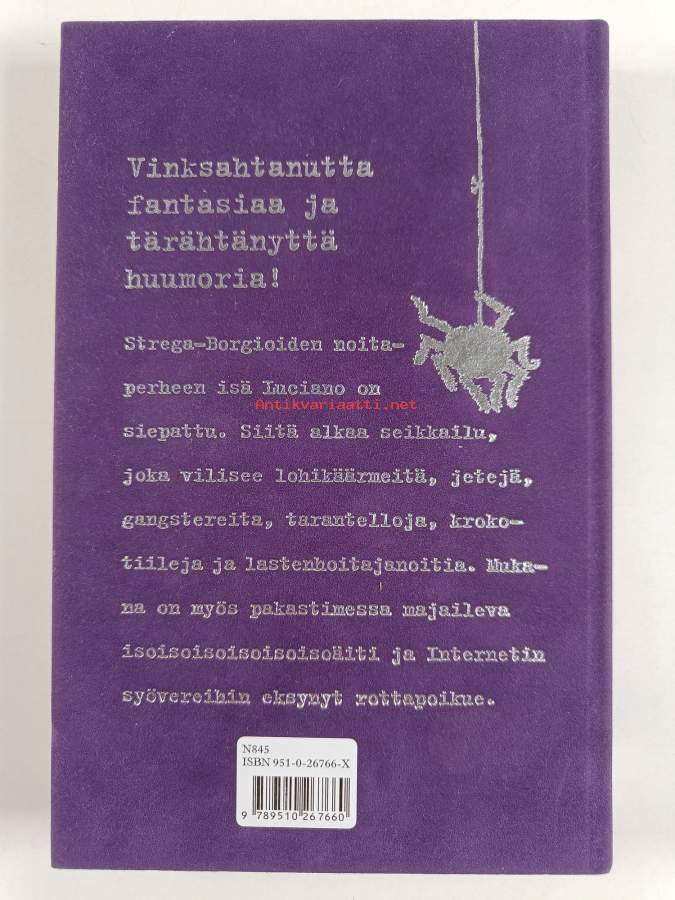 Vinksahtanutta
fantasiaa ja
tärähtänyttä
huumoria!
Strega-Borgioiden noita-
perheen isä Luciano on
Antikvariaatti.net
siepattu. Siitä alkaa seikkailu,
joka vilisee lohikäärmeitä, jetejä,
gangstereita, tarantelloja, kroko-
tiileja ja lastenhoitajanoitia. Muka-
na on myös pakastimessa majaileva
isoisoisoisoisoisoäiti ja Internetin
syövereihin eksynyt rottapoikue.
N845
ISBN 951-0-26766-X
9 789510 267660